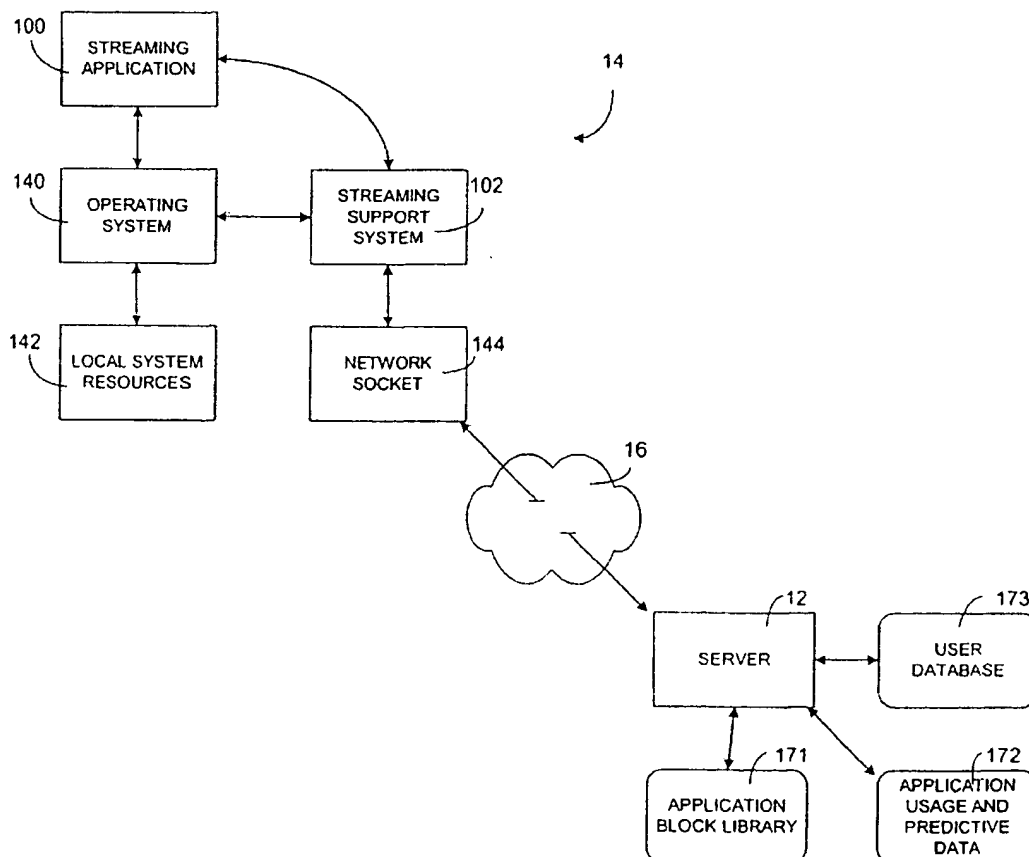 100
STREAMING
APPLICATION
14
140
OPERATING
SYSTEM
102
STREAMING
SUPPORT
SYSTEM
142
LOCAL SYSTEM
RESOURCES
144
NETWORK
SOCKET
16
12
SERVER
173
USER
DATABASE
171
APPLICATION
BLOCK LIBRARY
172
APPLICATION
USAGE AND
PREDICTIVE
DATA